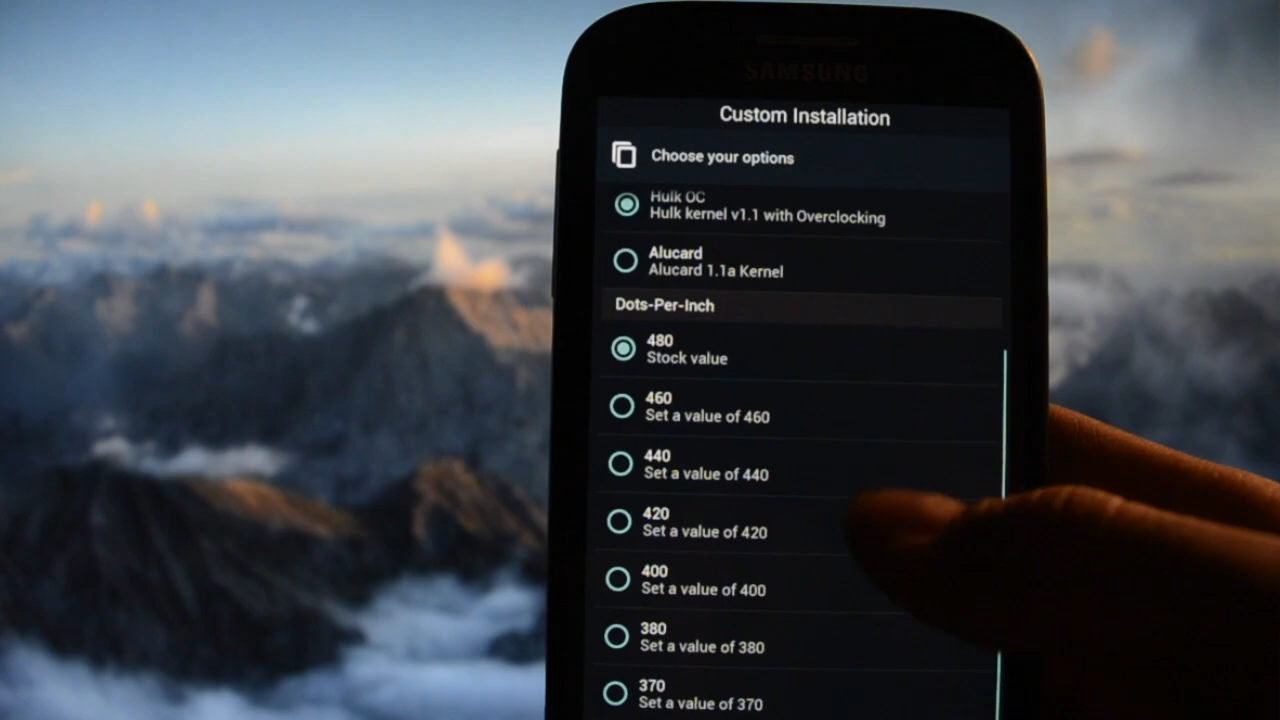 SAMSUNG
Custom Installation
Choose your options
Hulk OC
Hulk kernel v1.1 with Overclocking
Alucard
Alucard 1.1a Kernel
Dots-Per-Inch
480
Stock value
460
Set a value of 460
440
Set a value of 440
420
Set a value of 420
400
Set a value of 400
380
Set a value of 380
370
Set a value of 370